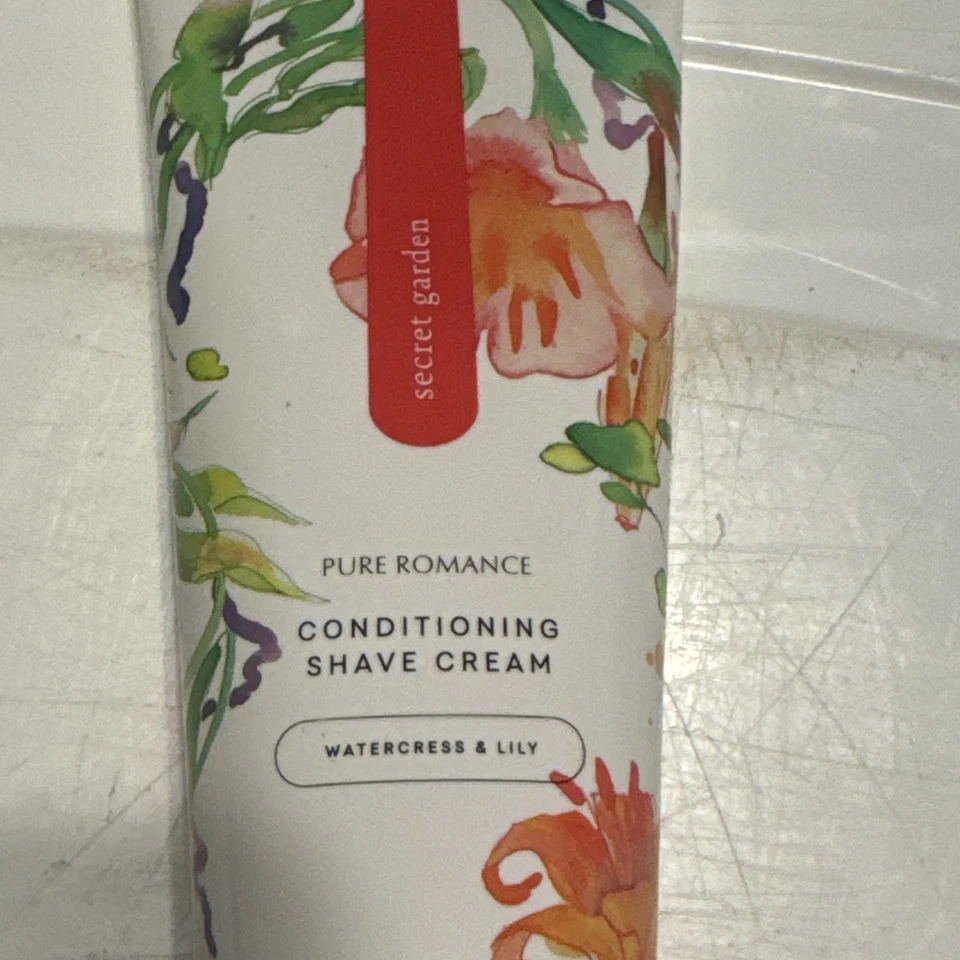 secret garden
PURE ROMANCE
CONDITIONING
SHAVE CREAM
WATERCRESS & LILY